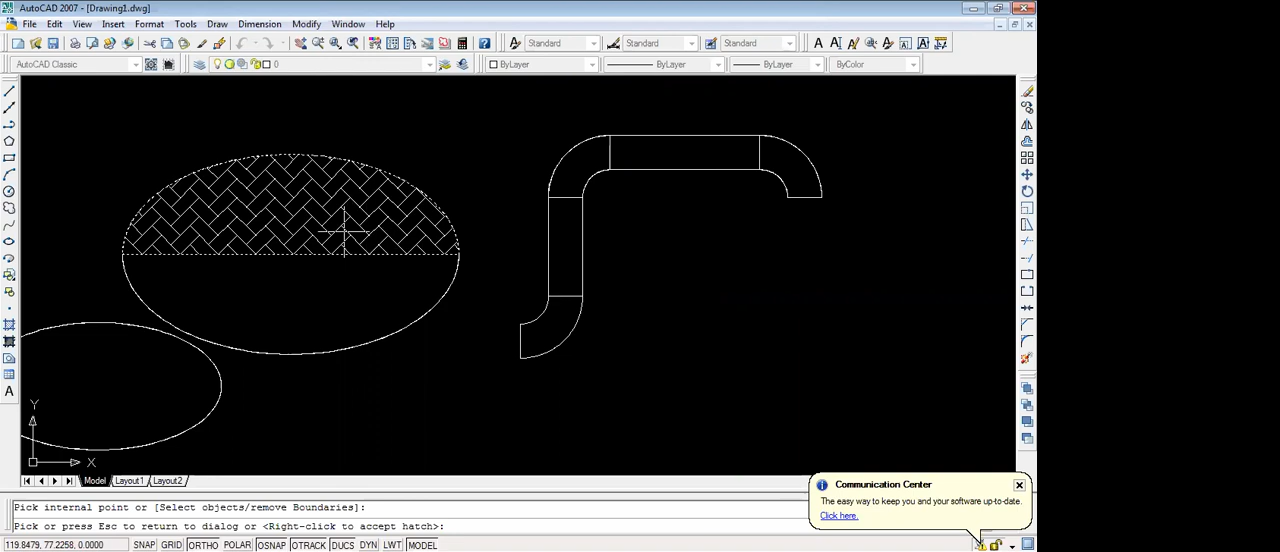 AutoCAD 2007 - [Drawing1.dwg]
File Edit View Insert Format Tools Draw Dimension Modify Window Help
Standard Standard Standard
AutoCAD Classic 0 ByLayer ByLayer ByLayer ByColor
Y
X
Model Layout1 Layout2
Communication Center
The easy way to keep you and your software up-to-date.
Click here.
Pick internal point or [Select objects/remove Boundaries]:
Pick or press Esc to return to dialog or <Right-click to accept hatch>:
119.8479, 77.2258, 0.0000 SNAP GRID ORTHO POLAR OSNAP OTRACK DUCS DYN LWT MODEL